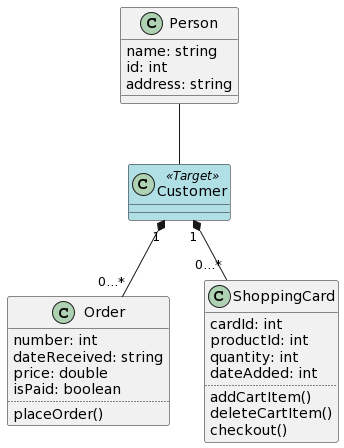 C Person
name: string
id: int
address: string
C «Target»
Customer
1
1
0...*
0...*
C Order
number: int
dateReceived: string
price: double
isPaid: boolean
placeOrder()
C ShoppingCard
cardId: int
productId: int
quantity: int
dateAdded: int
addCartItem()
deleteCartItem()
checkout()